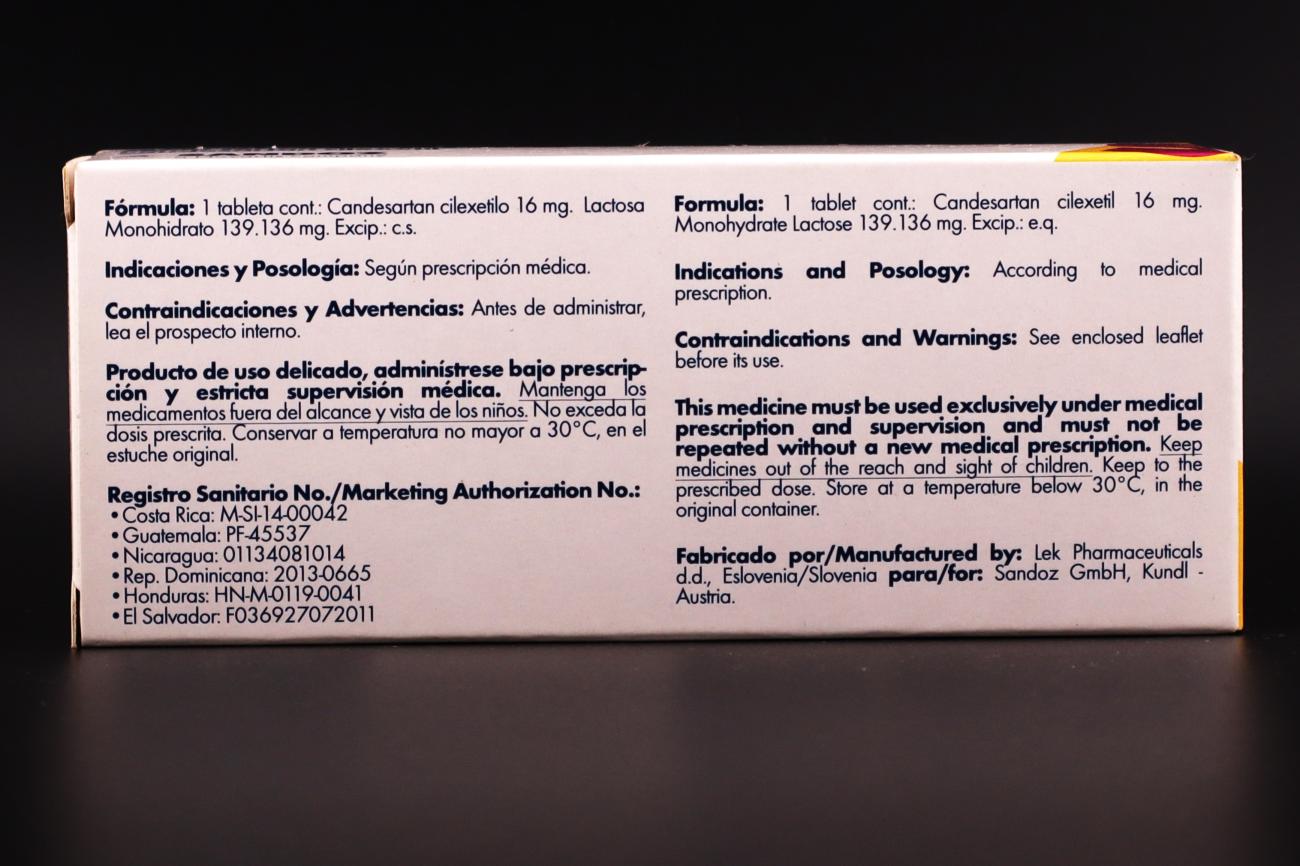 Fórmula: 1 tableta cont.: Candesartan cilexetilo 16 mg. Lactosa
Monohidrato 139.136 mg. Excip.: c.s.
Indicaciones y Posología: Según prescripción médica.
Contraindicaciones y Advertencias: Antes de administrar,
lea el prospecto interno.
Producto de uso delicado, adminístrese bajo prescrip-
ción y estricta supervisión médica. Mantenga los
medicamentos fuera del alcance y vista de los niños. No exceda la
dosis prescrita. Conservar a temperatura no mayor a 30°C, en el
estuche original.
Registro Sanitario No./Marketing Authorization No.:
• Costa Rica: M-SI-14-00042
• Guatemala: PF-45537
• Nicaragua: 01134081014
• Rep. Dominicana: 2013-0665
• Honduras: HN-M-0119-0041
• El Salvador: F036927072011
Formula: 1 tablet cont.: Candesartan cilexetil 16 mg.
Monohydrate Lactose 139.136 mg. Excip.: e.q.
Indications and Posology: According to medical
prescription.
Contraindications and Warnings: See enclosed leaflet
before its use.
This medicine must be used exclusively under medical
prescription and supervision and must not be
repeated without a new medical prescription. Keep
medicines out of the reach and sight of children. Keep to the
prescribed dose. Store at a temperature below 30°C, in the
original container.
Fabricado por/Manufactured by: Lek Pharmaceuticals
d.d., Eslovenia/Slovenia para/for: Sandoz GmbH, Kundl -
Austria.